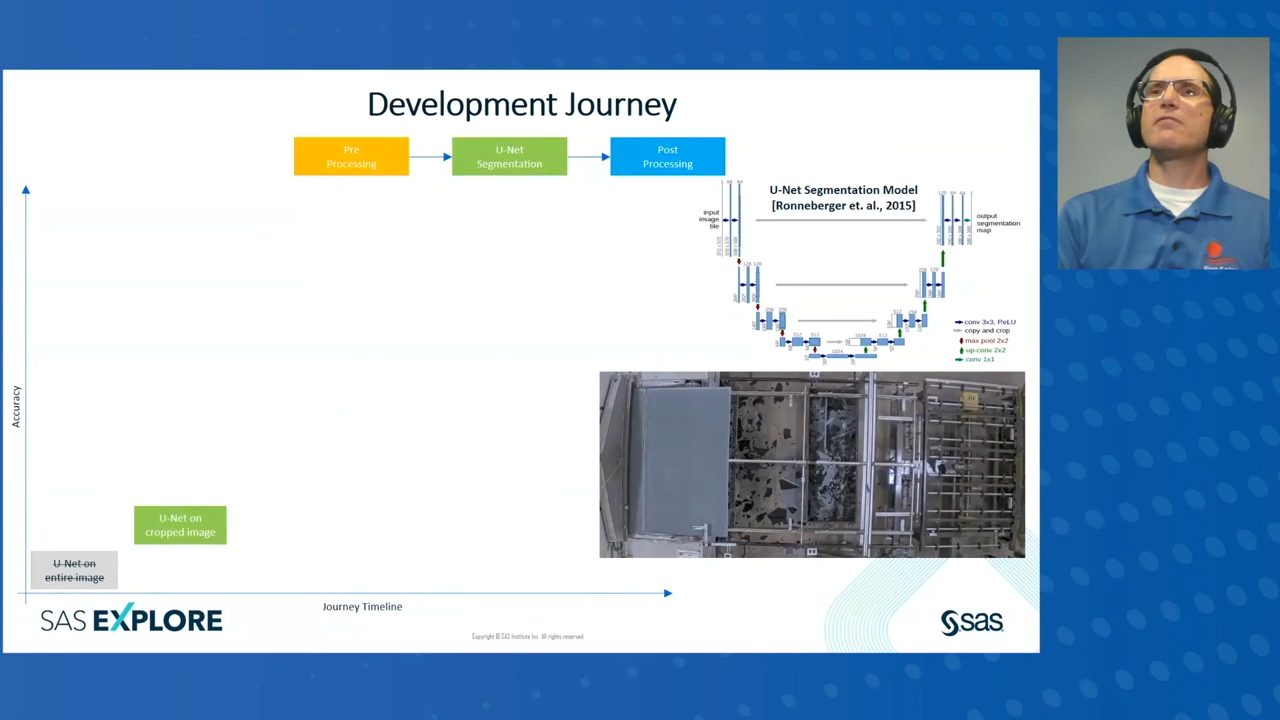 Development Journey
Pre
Processing
U-Net
Segmentation
Post
Processing
U-Net Segmentation Model
[Ronneberger et. al., 2015]
input
image
tile
output
segmentation
map
conv 3x3, ReLU
copy and crop
max pool 2x2
up-conv 2x2
conv 1x1
Accuracy
U-Net on
cropped image
U-Net on
entire image
Journey Timeline
SAS EXPLORE
Copyright © SAS Institute Inc. All rights reserved.
sas